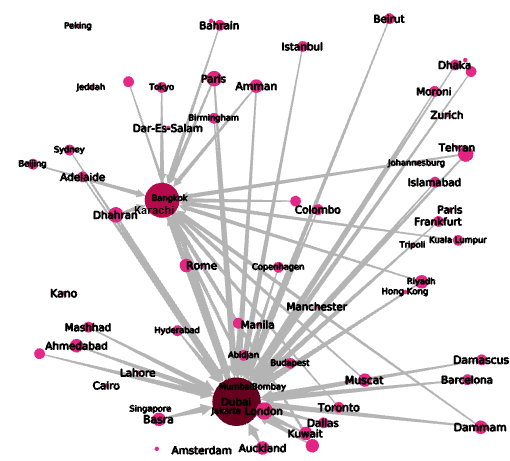 Beirut
Peking
Bahrain
Istanbul
Dhaka
Paris
Jeddah
Tokyo
Amman
Moroni
Zurich
Birmingham
Dar-Es-Salam
Tehran
Sydney
Johannesburg
Beijing
Adelaide
Islamabad
Bangkok
Karachi
Colombo
Paris
Dhahran
Frankfurt
Tripoli
Kuala Lumpur
Rome
Copenhagen
Riyadh
Hong Kong
Kano
Manchester
Mashhad
Hyderabad
Manila
Ahmedabad
Abidjan
Budapest
Damascus
Lahore
Muscat
Barcelona
Cairo
Mumbai/Bombay
Dubai
Singapore
Jakarta
London
Toronto
Basra
Dallas
Dammam
Kuwait
Amsterdam
Auckland